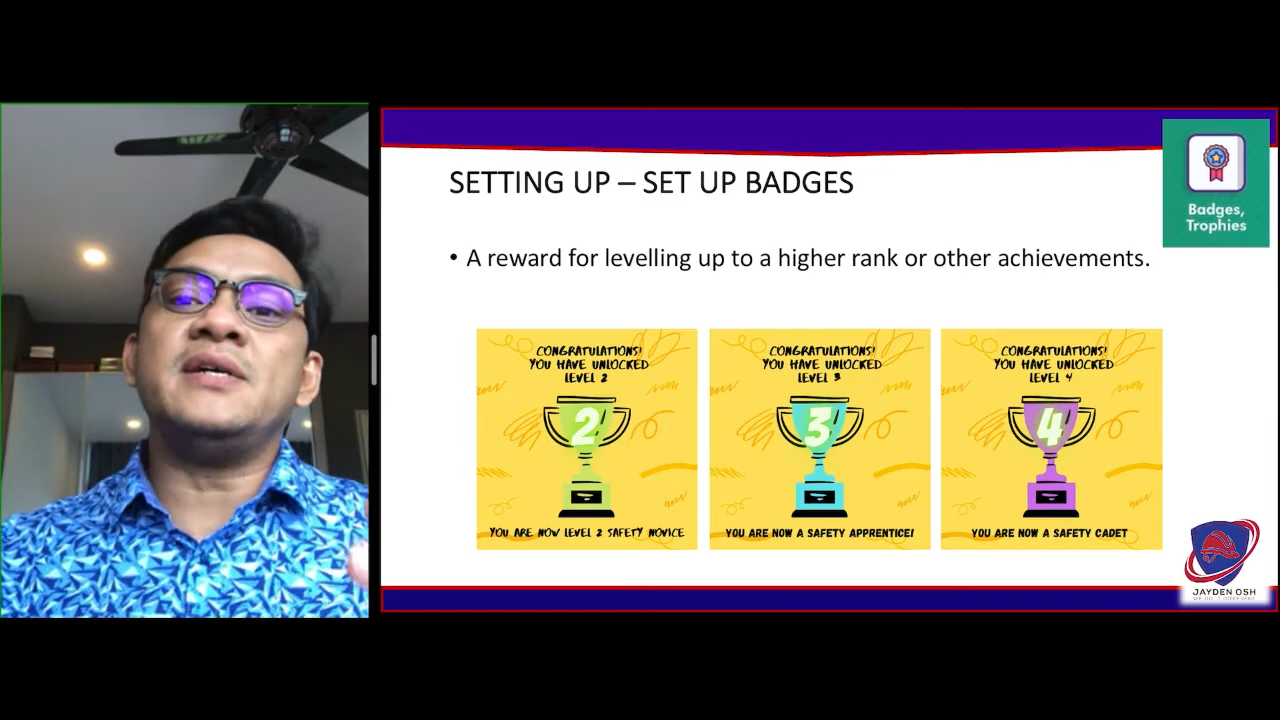 SETTING UP – SET UP BADGES
Badges,
Trophies
• A reward for levelling up to a higher rank or other achievements.
CONGRATULATIONS!
YOU HAVE UNLOCKED
LEVEL 2
2
YOU ARE NOW LEVEL 2 SAFETY NOVICE
CONGRATULATIONS!
YOU HAVE UNLOCKED
LEVEL 3
3
YOU ARE NOW A SAFETY APPRENTICE!
CONGRATULATIONS!
YOU HAVE UNLOCKED
LEVEL 4
4
YOU ARE NOW A SAFETY CADET
JAYDEN OSH